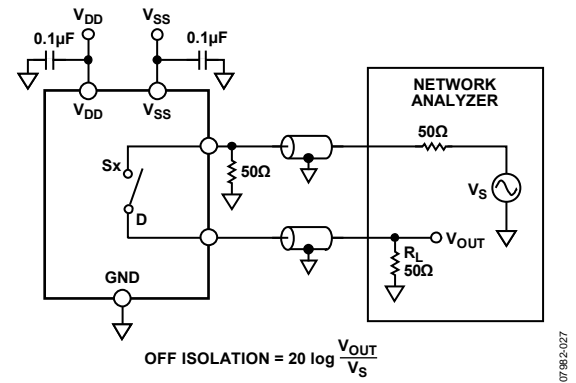 VDD
VSS
0.1µF
0.1µF
VDD
VSS
NETWORK
ANALYZER
50Ω
Sx
50Ω
VS
D
VOUT
RL
50Ω
GND
OFF ISOLATION = 20 log VOUT
VS
07982-027